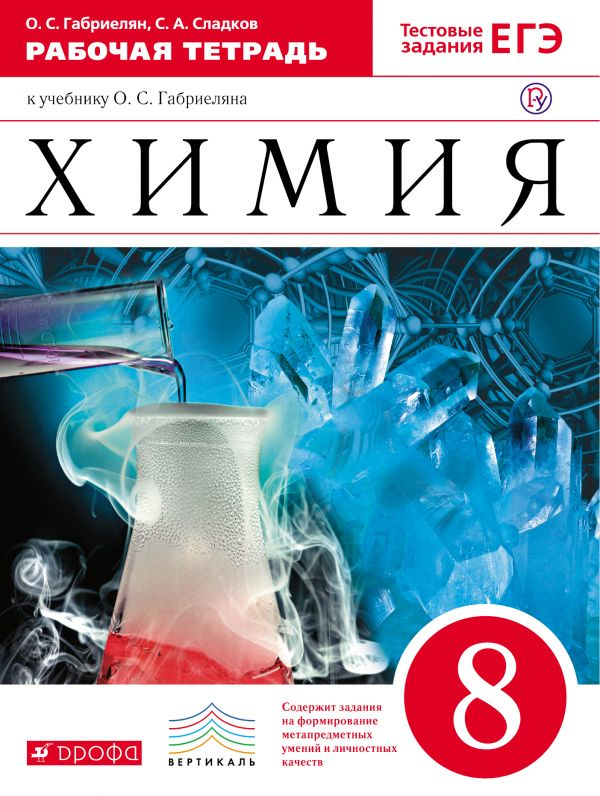 О. С. Габриелян, С. А. Сладков
РАБОЧАЯ ТЕТРАДЬ
Тестовые
задания ЕГЭ
к учебнику О. С. Габриеляна
РУ
ХИМИЯ
8
Содержит задания
на формирование
метапредметных
умений и личностных
качеств
дрофа
ВЕРТИКАЛЬ